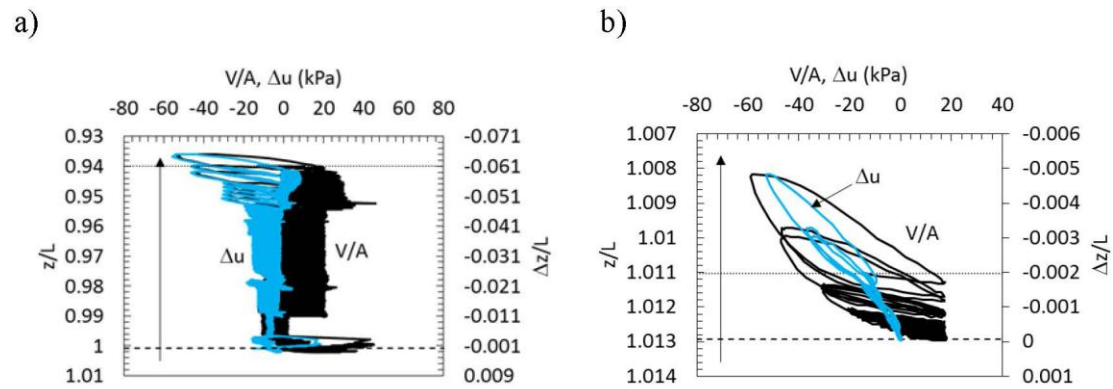 a)
b)
V/A, Δu (kPa)
-80 -60 -40 -20 0 20 40 60 80
0.93
0.94
0.95
0.96
0.97
0.98
0.99
1
1.01
z/L
Δu
V/A
-0.071
-0.061
-0.051
-0.041
-0.031
-0.021
-0.011
-0.001
0.009
Δz/L
V/A, Δu (kPa)
-80 -60 -40 -20 0 20 40
1.007
1.008
1.009
1.01
1.011
1.012
1.013
1.014
z/L
Δu
V/A
-0.006
-0.005
-0.004
-0.003
-0.002
-0.001
0
0.001
Δz/L